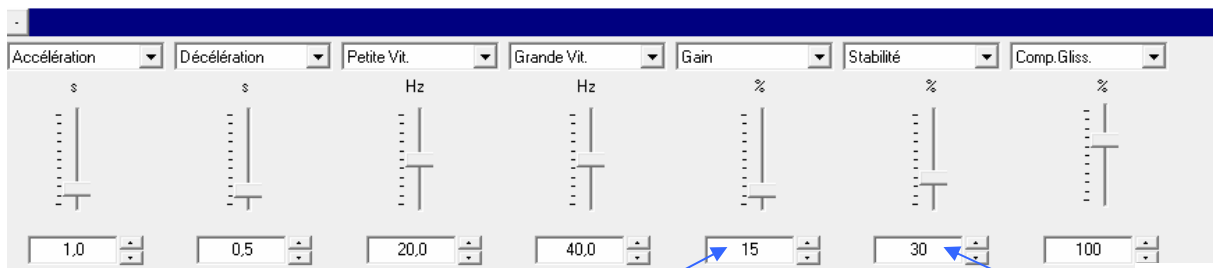 -
Accélération Décélération Petite Vit. Grande Vit. Gain Stabilité Comp.Gliss.
s s Hz Hz % % %
1,0 0,5 20,0 40,0 15 30 100